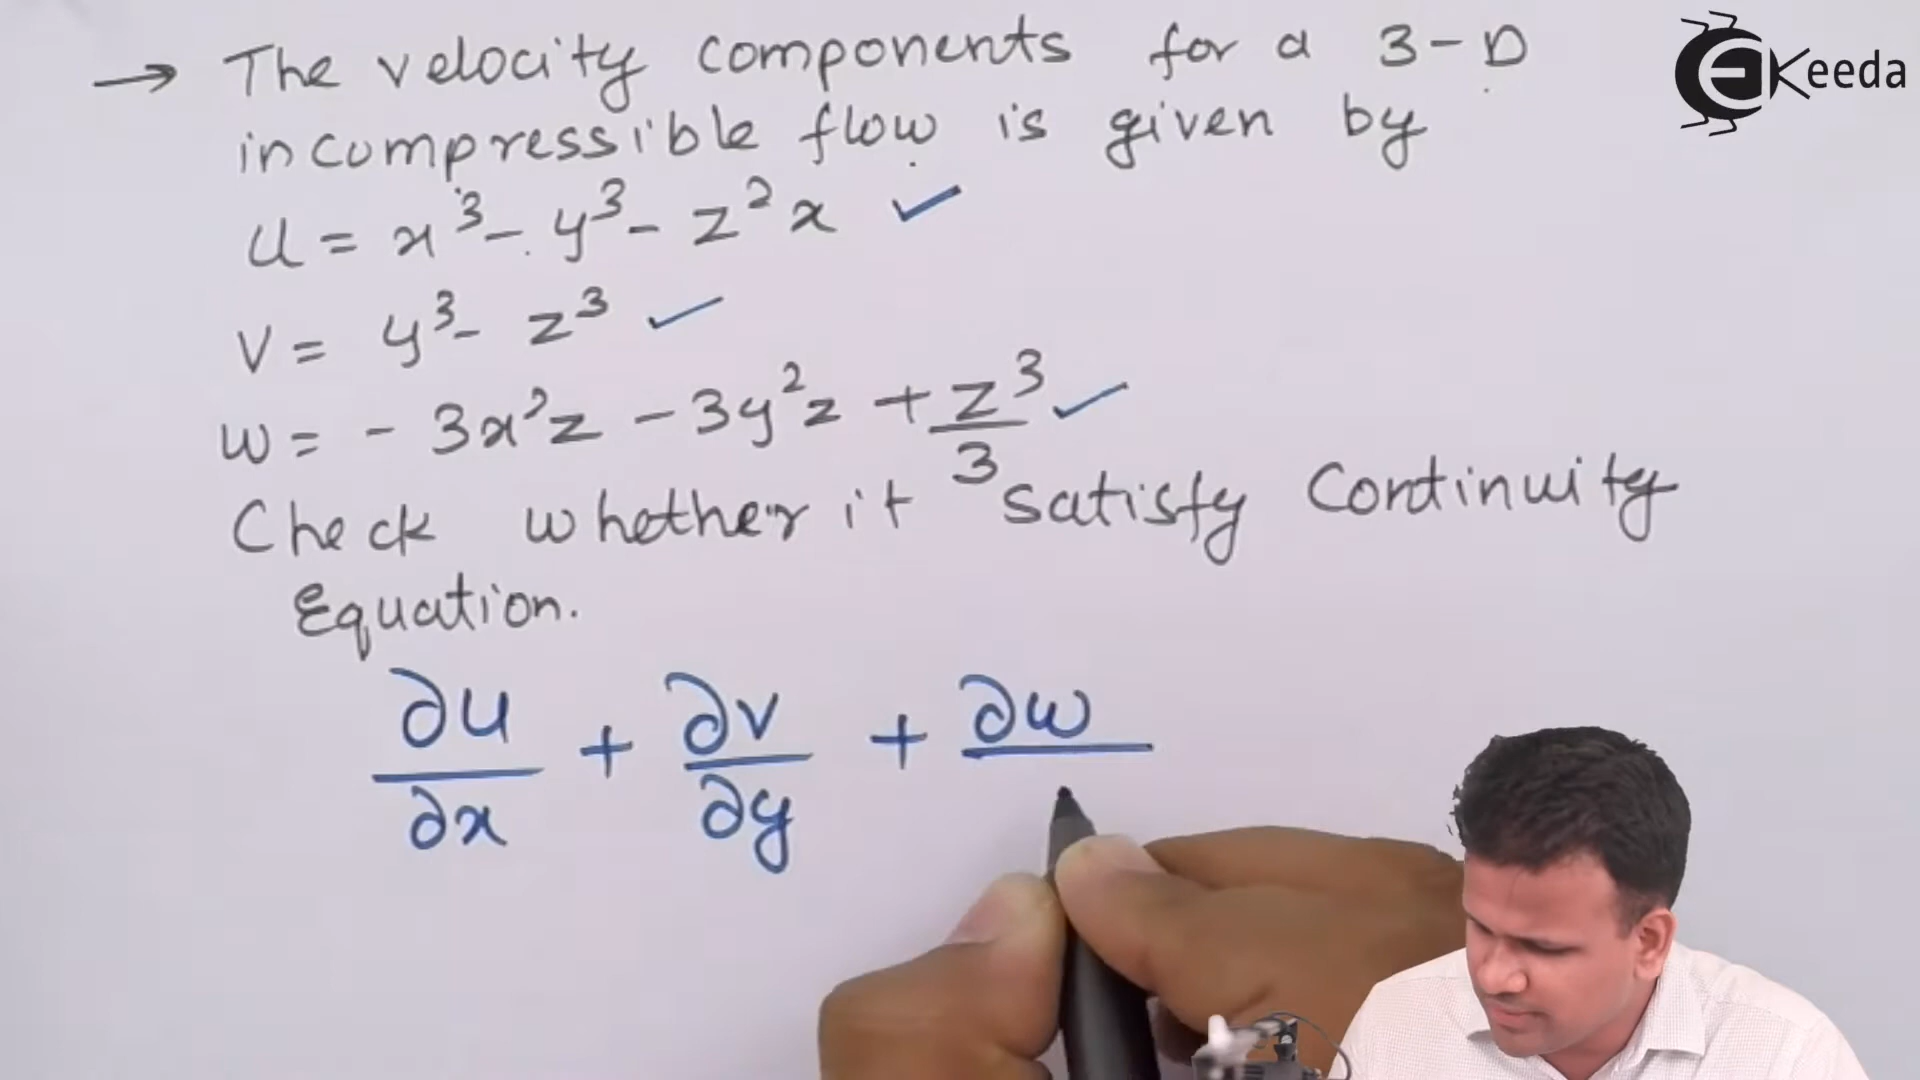 → The velocity components for a 3-D
EKeeda
incompressible flow is given by
u = x³ - y³ - z²x ✓
v = y³ - z³ ✓
w = - 3x²z - 3y²z + z³/3 ✓
Check whether it satisfy Continuity
Equation.
∂u/∂x + ∂v/∂y + ∂w